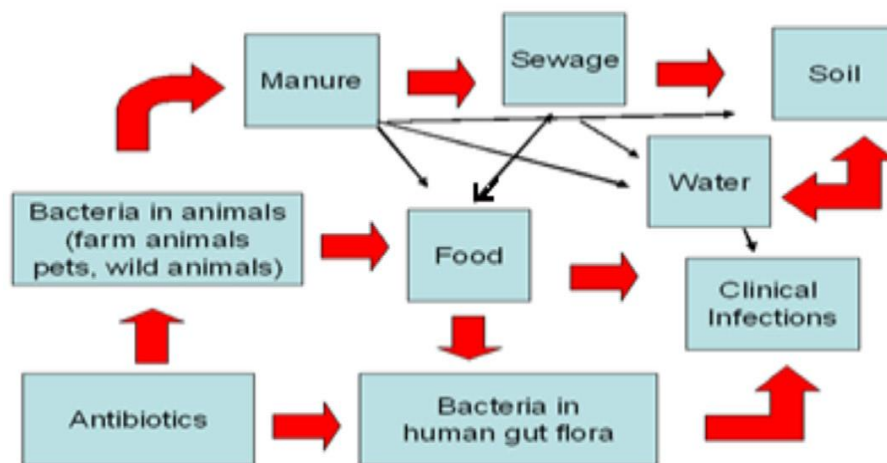 Manure
Sewage
Soil
Water
Bacteria in animals
(farm animals
pets, wild animals)
Food
Clinical
Infections
Antibiotics
Bacteria in
human gut flora